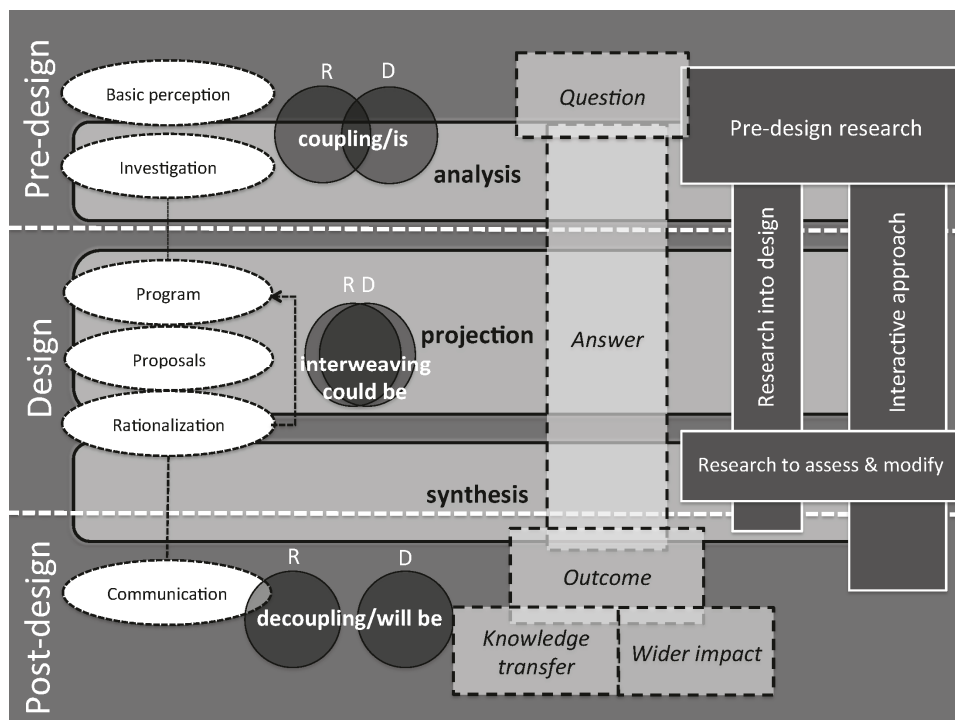 Pre-design
Basic perception
Investigation
R D
coupling/is
analysis
Question
Pre-design research
Design
Program
Proposals
Rationalization
R D
interweaving
could be
projection
synthesis
Answer
Research into design
Interactive approach
Research to assess & modify
Post-design
Communication
R D
decoupling/will be
Outcome
Knowledge
transfer
Wider impact